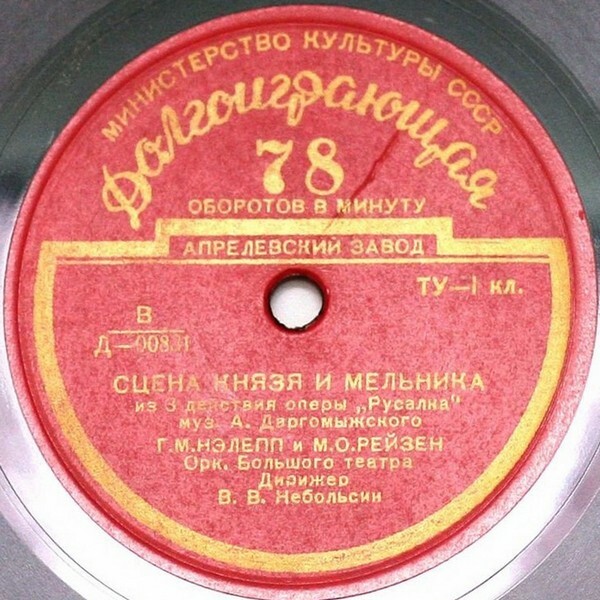 МИНИСТЕРСТВО КУЛЬТУРЫ СССР
Долгоиграющая
78
ОБОРОТОВ В МИНУТУ
АПРЕЛЕВСКИЙ ЗАВОД
ТУ—I кл.
В
СЦЕНА КНЯЗЯ И МЕЛЬНИКА
из 3 действия оперы „Русалка“
муз. А. Даргомыжского
Г.М.НЭЛЕПП и М.О.РЕЙЗЕН
Орк. Большого театра
Дирижер
В. В. Небольсин